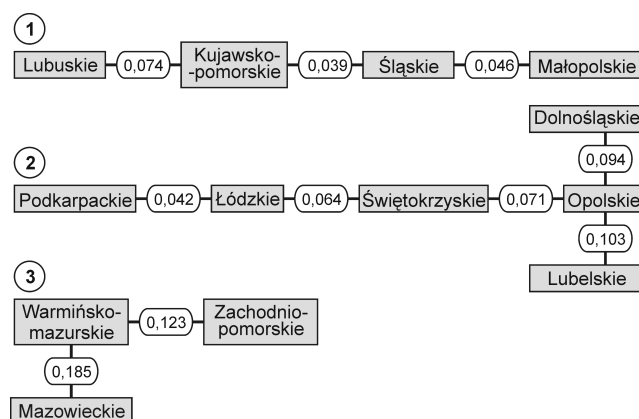 1
Lubuskie 0,074 Kujawsko-
-pomorskie 0,039 Śląskie 0,046 Małopolskie
Dolnośląskie
0,094
2
Podkarpackie 0,042 Łódzkie 0,064 Świętokrzyskie 0,071 Opolskie
0,103
Lubelskie
3
Warmińsko-
mazurskie 0,123 Zachodnio-
pomorskie
0,185
Mazowieckie